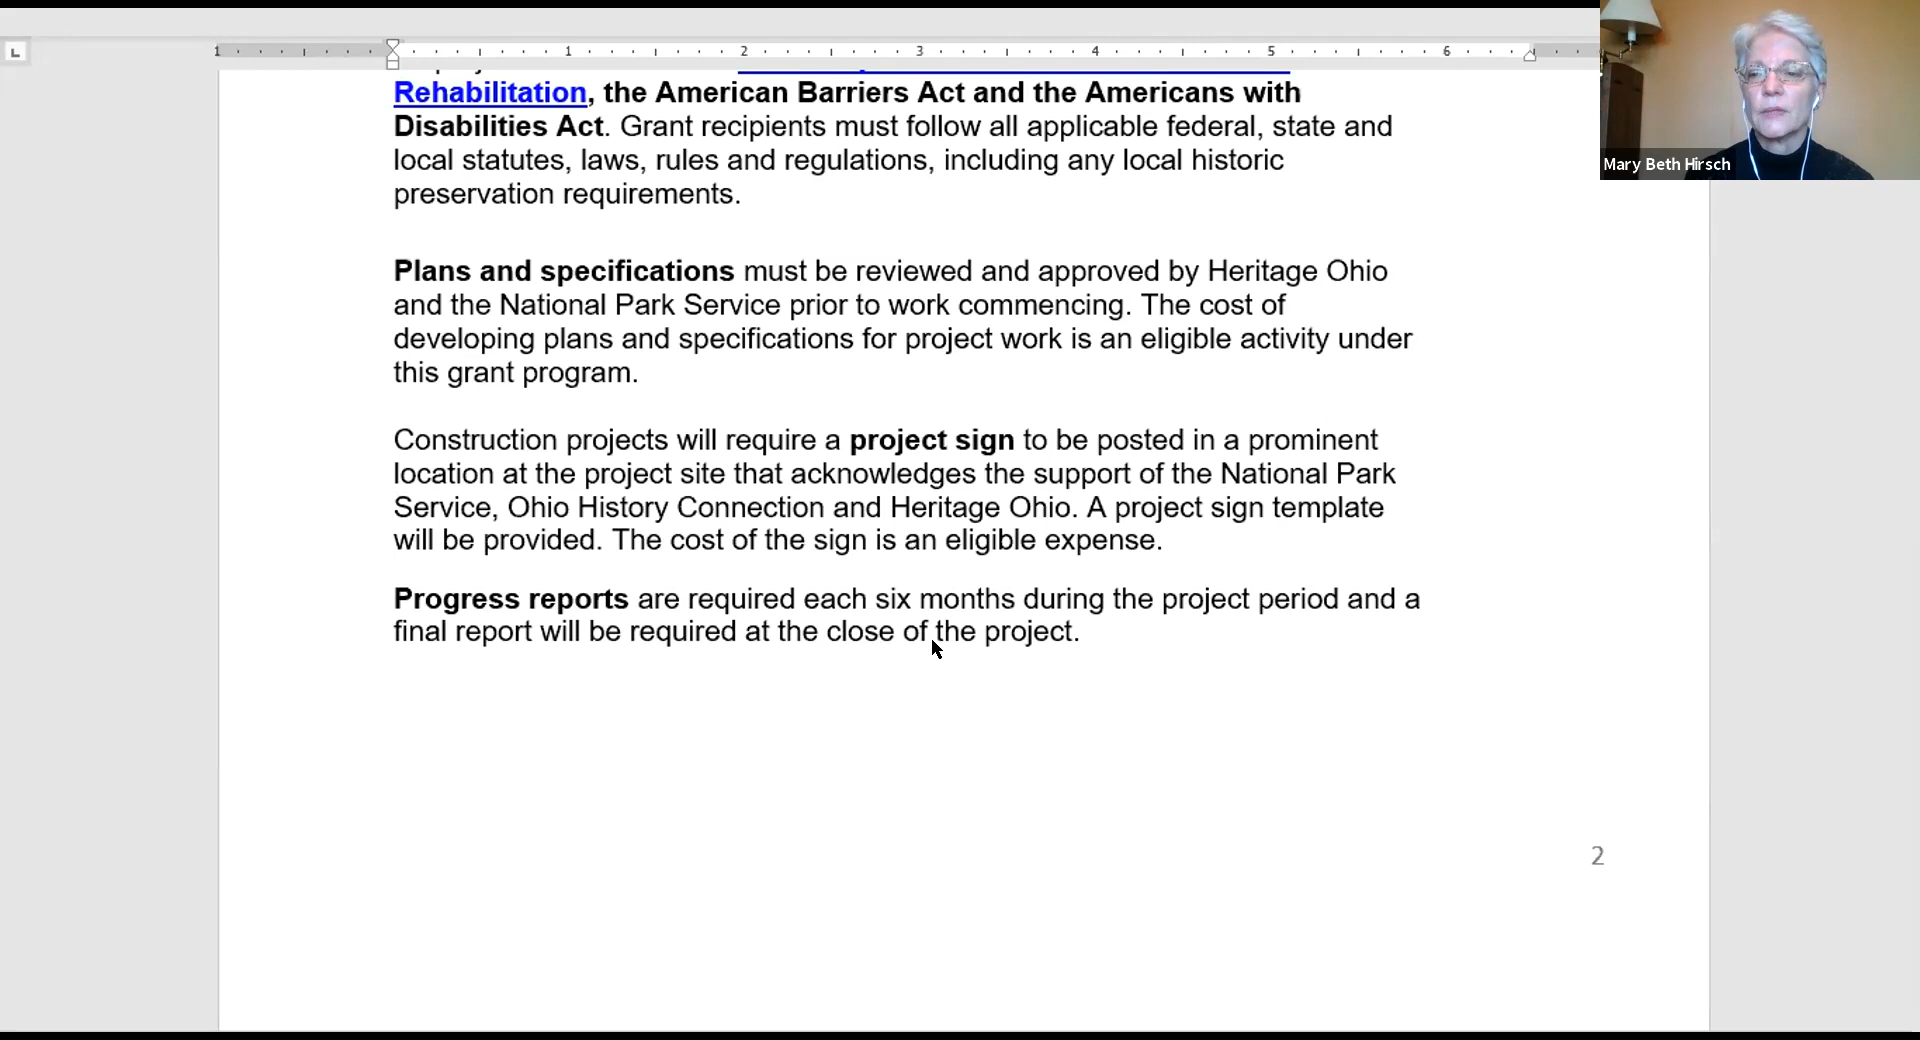 1 1 2 3 4 5 6
Rehabilitation, the American Barriers Act and the Americans with
Disabilities Act. Grant recipients must follow all applicable federal, state and
local statutes, laws, rules and regulations, including any local historic
preservation requirements.
Plans and specifications must be reviewed and approved by Heritage Ohio
and the National Park Service prior to work commencing. The cost of
developing plans and specifications for project work is an eligible activity under
this grant program.
Construction projects will require a project sign to be posted in a prominent
location at the project site that acknowledges the support of the National Park
Service, Ohio History Connection and Heritage Ohio. A project sign template
will be provided. The cost of the sign is an eligible expense.
Progress reports are required each six months during the project period and a
final report will be required at the close of the project.
2
Mary Beth Hirsch